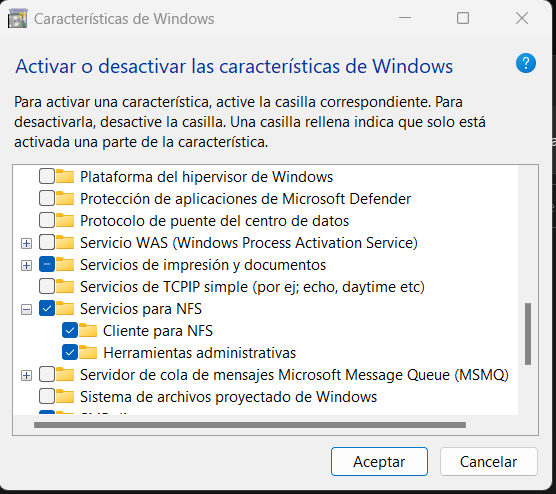 Características de Windows
Activar o desactivar las características de Windows
?
Para activar una característica, active la casilla correspondiente. Para
desactivarla, desactive la casilla. Una casilla rellena indica que solo está
activada una parte de la característica.
Plataforma del hipervisor de Windows
Protección de aplicaciones de Microsoft Defender
Protocolo de puente del centro de datos
Servicio WAS (Windows Process Activation Service)
Servicios de impresión y documentos
Servicios de TCPIP simple (por ej; echo, daytime etc)
Servicios para NFS
Cliente para NFS
Herramientas administrativas
Servidor de cola de mensajes Microsoft Message Queue (MSMQ)
Sistema de archivos proyectado de Windows
Aceptar
Cancelar